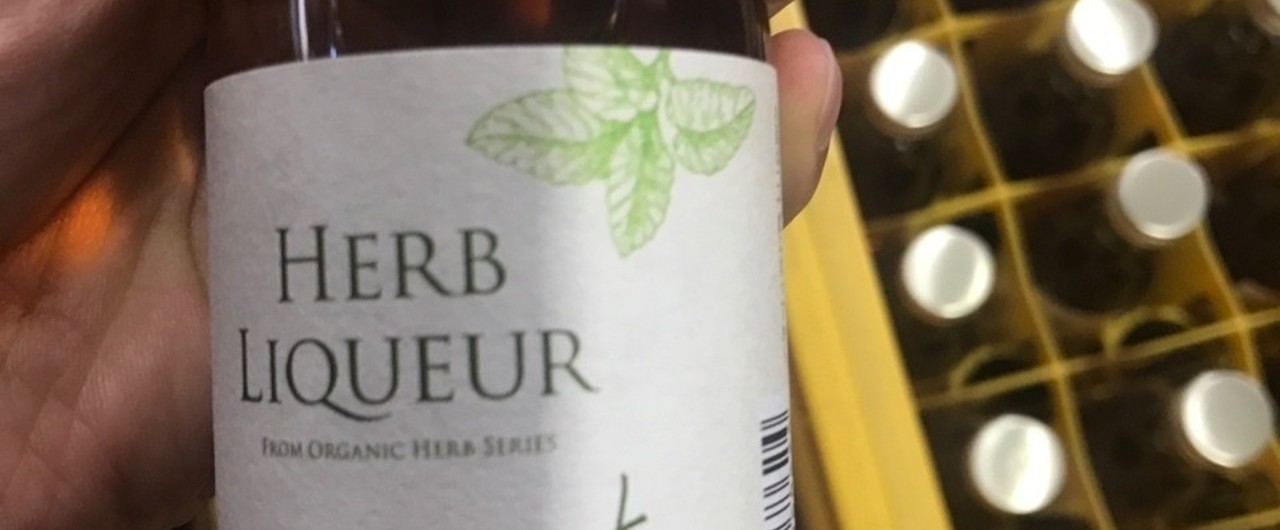 HERB
LIQUEUR
FROM ORGANIC HERB SERIES